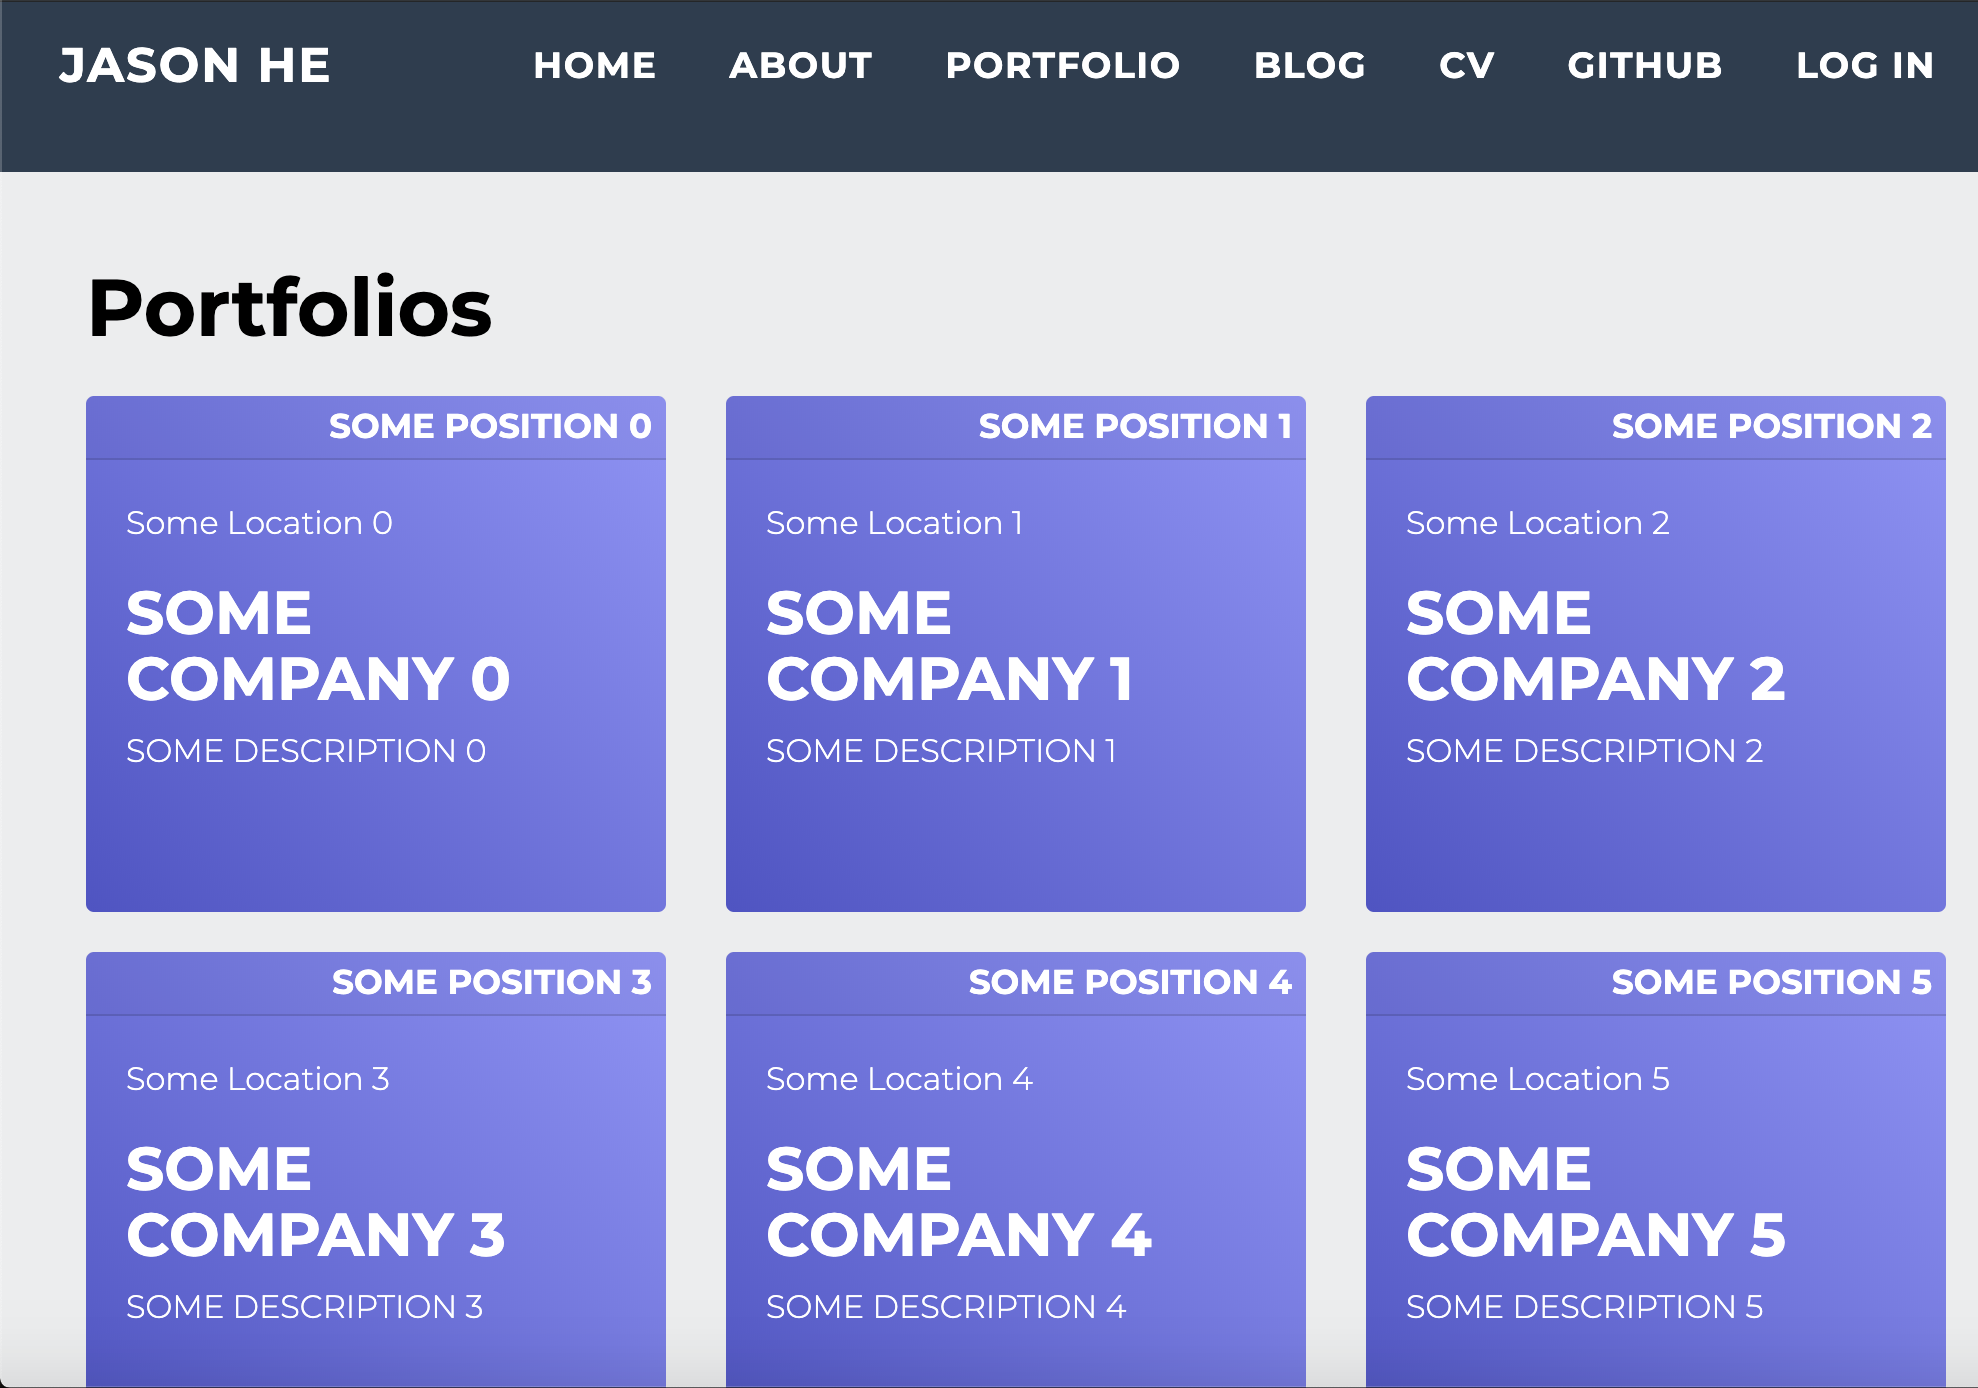 JASON HE HOME ABOUT PORTFOLIO BLOG CV GITHUB LOG IN
Portfolios
SOME POSITION 0
Some Location 0
SOME
COMPANY 0
SOME DESCRIPTION 0
SOME POSITION 1
Some Location 1
SOME
COMPANY 1
SOME DESCRIPTION 1
SOME POSITION 2
Some Location 2
SOME
COMPANY 2
SOME DESCRIPTION 2
SOME POSITION 3
Some Location 3
SOME
COMPANY 3
SOME DESCRIPTION 3
SOME POSITION 4
Some Location 4
SOME
COMPANY 4
SOME DESCRIPTION 4
SOME POSITION 5
Some Location 5
SOME
COMPANY 5
SOME DESCRIPTION 5